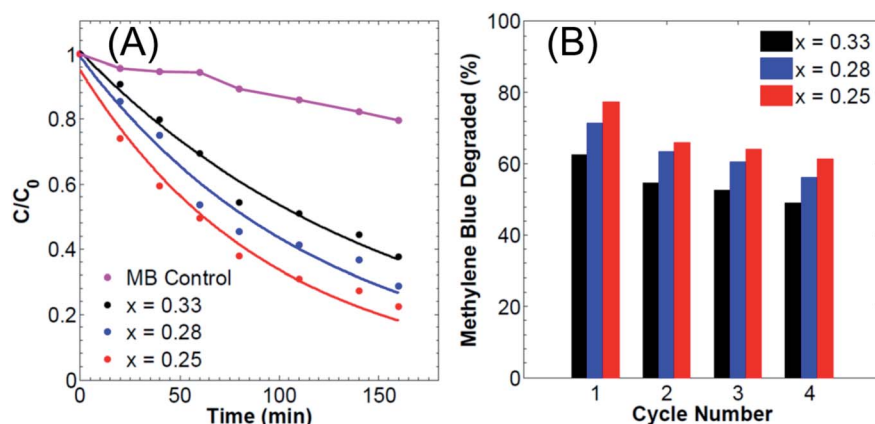 (A)
C/C0
1
0.8
0.6
0.4
0.2
0
MB Control
x = 0.33
x = 0.28
x = 0.25
0 50 100 150
Time (min)
(B)
x = 0.33
x = 0.28
x = 0.25
Methylene Blue Degraded (%)
100
80
60
40
20
0
1 2 3 4
Cycle Number